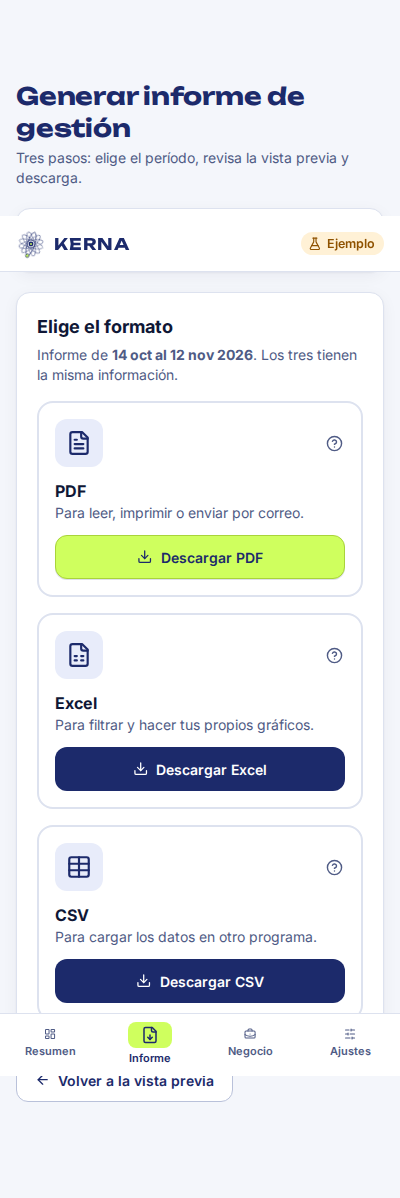 Generar informe de
gestión
Tres pasos: elige el período, revisa la vista previa y
descarga.
KERNA
Ejemplo
Elige el formato
Informe de 14 oct al 12 nov 2026. Los tres tienen
la misma información.
PDF
Para leer, imprimir o enviar por correo.
Descargar PDF
Excel
Para filtrar y hacer tus propios gráficos.
Descargar Excel
CSV
Para cargar los datos en otro programa.
Descargar CSV
Resumen
Informe
Negocio
Ajustes
Volver a la vista previa